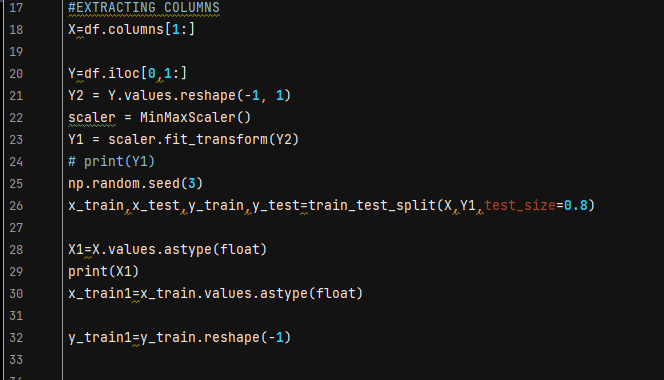 17 #EXTRACTING COLUMNS
18 X=df.columns[1:]
19
20 Y=df.iloc[0,1:]
21 Y2 = Y.values.reshape(-1, 1)
22 scaler = MinMaxScaler()
23 Y1 = scaler.fit_transform(Y2)
24 # print(Y1)
25 np.random.seed(3)
26 x_train,x_test,y_train,y_test=train_test_split(X,Y1,test_size=0.8)
27
28 X1=X.values.astype(float)
29 print(X1)
30 x_train1=x_train.values.astype(float)
31
32 y_train1=y_train.reshape(-1)
33